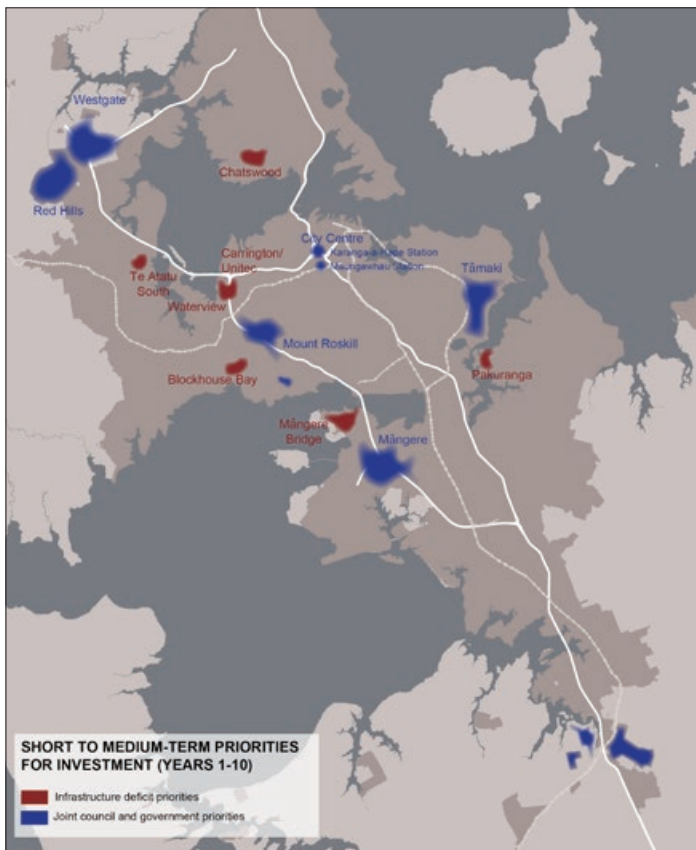 Westgate
Red Hills
Chatswood
City Centre
Karanga-a-Hape Station
Maungawhau Station
Carrington/
Unitec
Te Atatu
South
Waterview
Tāmaki
Mount Roskill
Pakuranga
Blockhouse Bay
Māngere
Bridge
Māngere
SHORT TO MEDIUM-TERM PRIORITIES
FOR INVESTMENT (YEARS 1-10)
Infrastructure deficit priorities
Joint council and government priorities